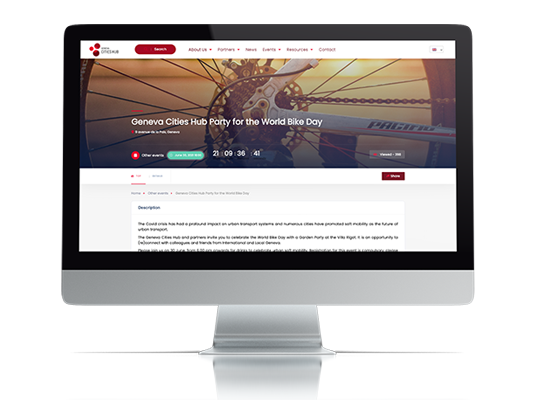 CITIES HUB
Search
About Us
Partners
News
Events
Resources
Contact
Geneva Cities Hub Party for the World Bike Day
PACIFIC
Other events
21 : 09 : 36 : 41
Share
Home > Other events > Geneva Cities Hub Party for the World Bike Day
Description
The Covid crisis has had a profound impact on urban transport systems and numerous cities have promoted soft mobility as the future of
urban transport.
The Geneva Cities Hub and partners invite you to celebrate the World Bike Day with a Garden Party at the Villa Rigot. It is an opportunity to
(re)connect with colleagues and friends from International and Local Geneva.